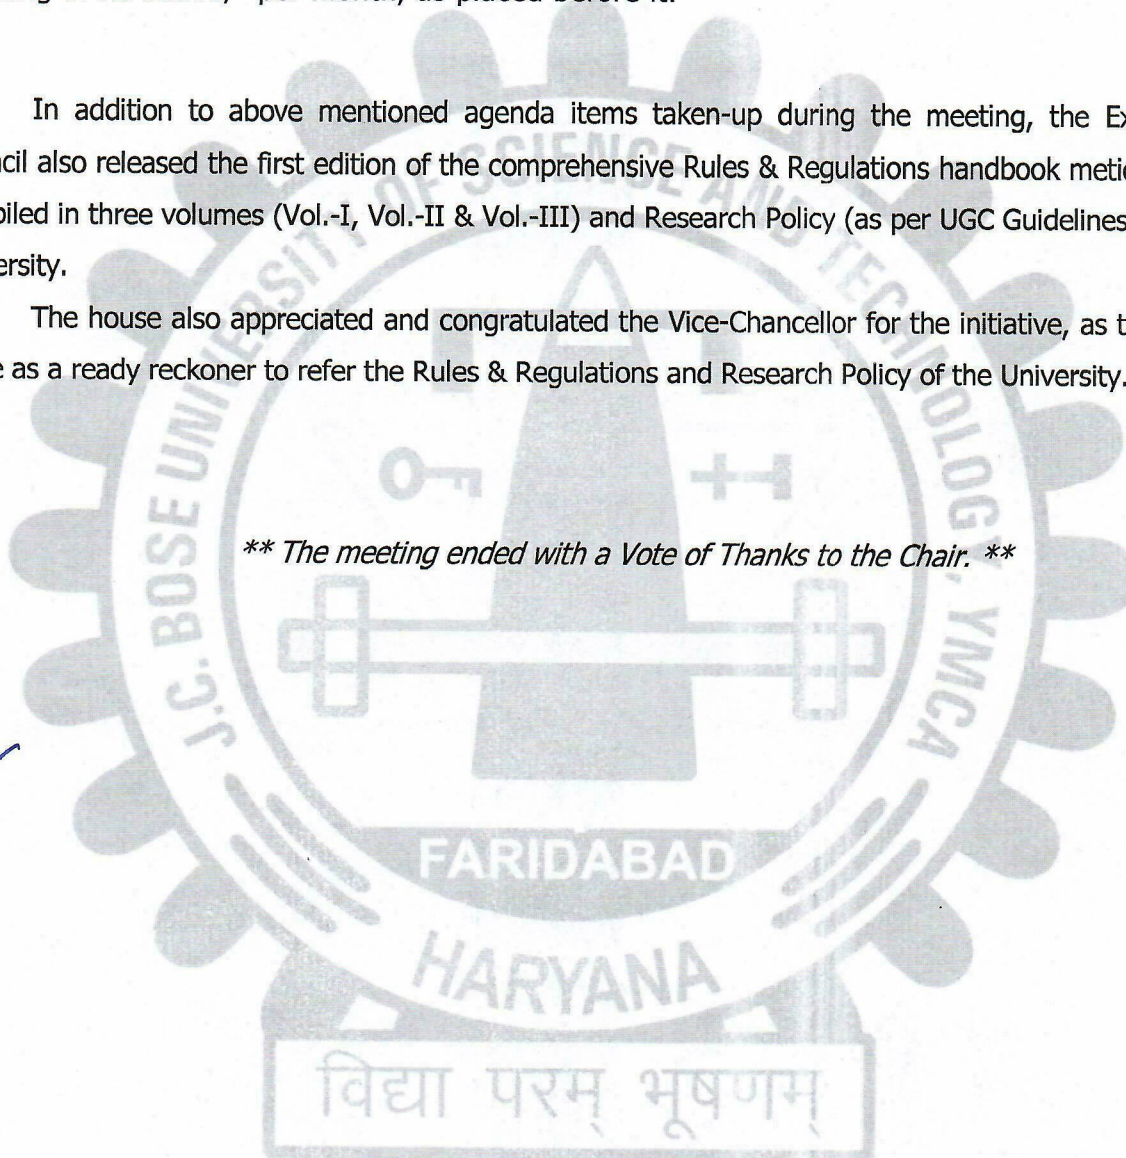 In addition to above mentioned agenda items taken-up during the meeting, the Ex
ncil also released the first edition of the comprehensive Rules & Regulations handbook metic
piled in three volumes (Vol.-I, Vol.-II & Vol.-III) and Research Policy (as per UGC Guidelines
ersity.
The house also appreciated and congratulated the Vice-Chancellor for the initiative, as t
e as a ready reckoner to refer the Rules & Regulations and Research Policy of the University.
** The meeting ended with a Vote of Thanks to the Chair. **
J.C. BOSE UNIVERSITY OF SCIENCE AND TECHNOLOGY, YMCA
FARIDABAD
HARYANA
विद्या परम् भूषणम्